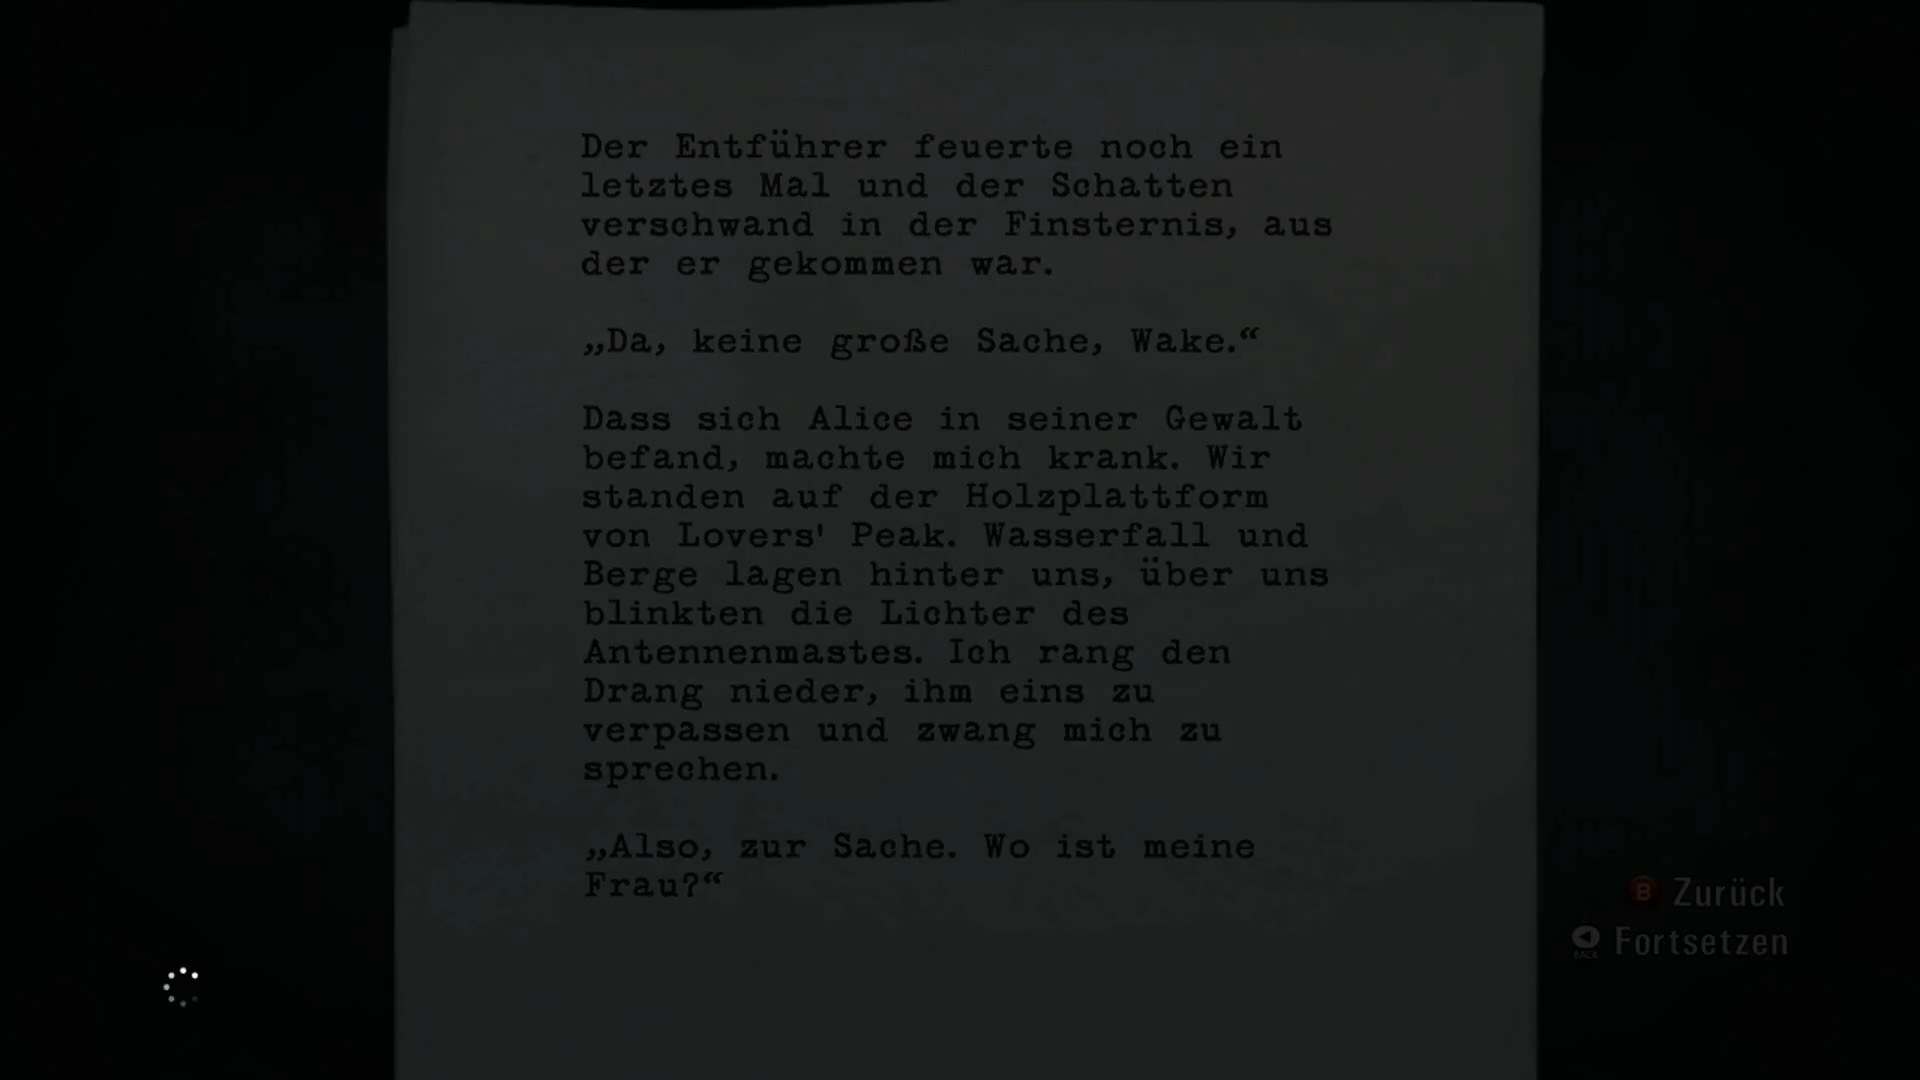 Der Entführer feuerte noch ein
letztes Mal und der Schatten
verschwand in der Finsternis, aus
der er gekommen war.
„Da, keine große Sache, Wake.“
Dass sich Alice in seiner Gewalt
befand, machte mich krank. Wir
standen auf der Holzplattform
von Lovers' Peak. Wasserfall und
Berge lagen hinter uns, über uns
blinkten die Lichter des
Antennenmastes. Ich rang den
Drang nieder, ihm eins zu
verpassen und zwang mich zu
sprechen.
„Also, zur Sache. Wo ist meine
Frau?“
B Zurück
BACK Fortsetzen